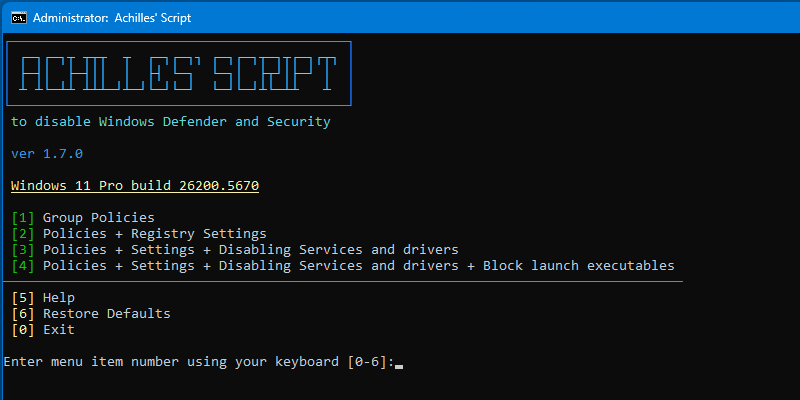 Administrator: Achilles' Script
ACHILLES' SCRIPT
to disable Windows Defender and Security
ver 1.7.0
Windows 11 Pro build 26200.5670
[1] Group Policies
[2] Policies + Registry Settings
[3] Policies + Settings + Disabling Services and drivers
[4] Policies + Settings + Disabling Services and drivers + Block launch executables
[5] Help
[6] Restore Defaults
[0] Exit
Enter menu item number using your keyboard [0-6]:_